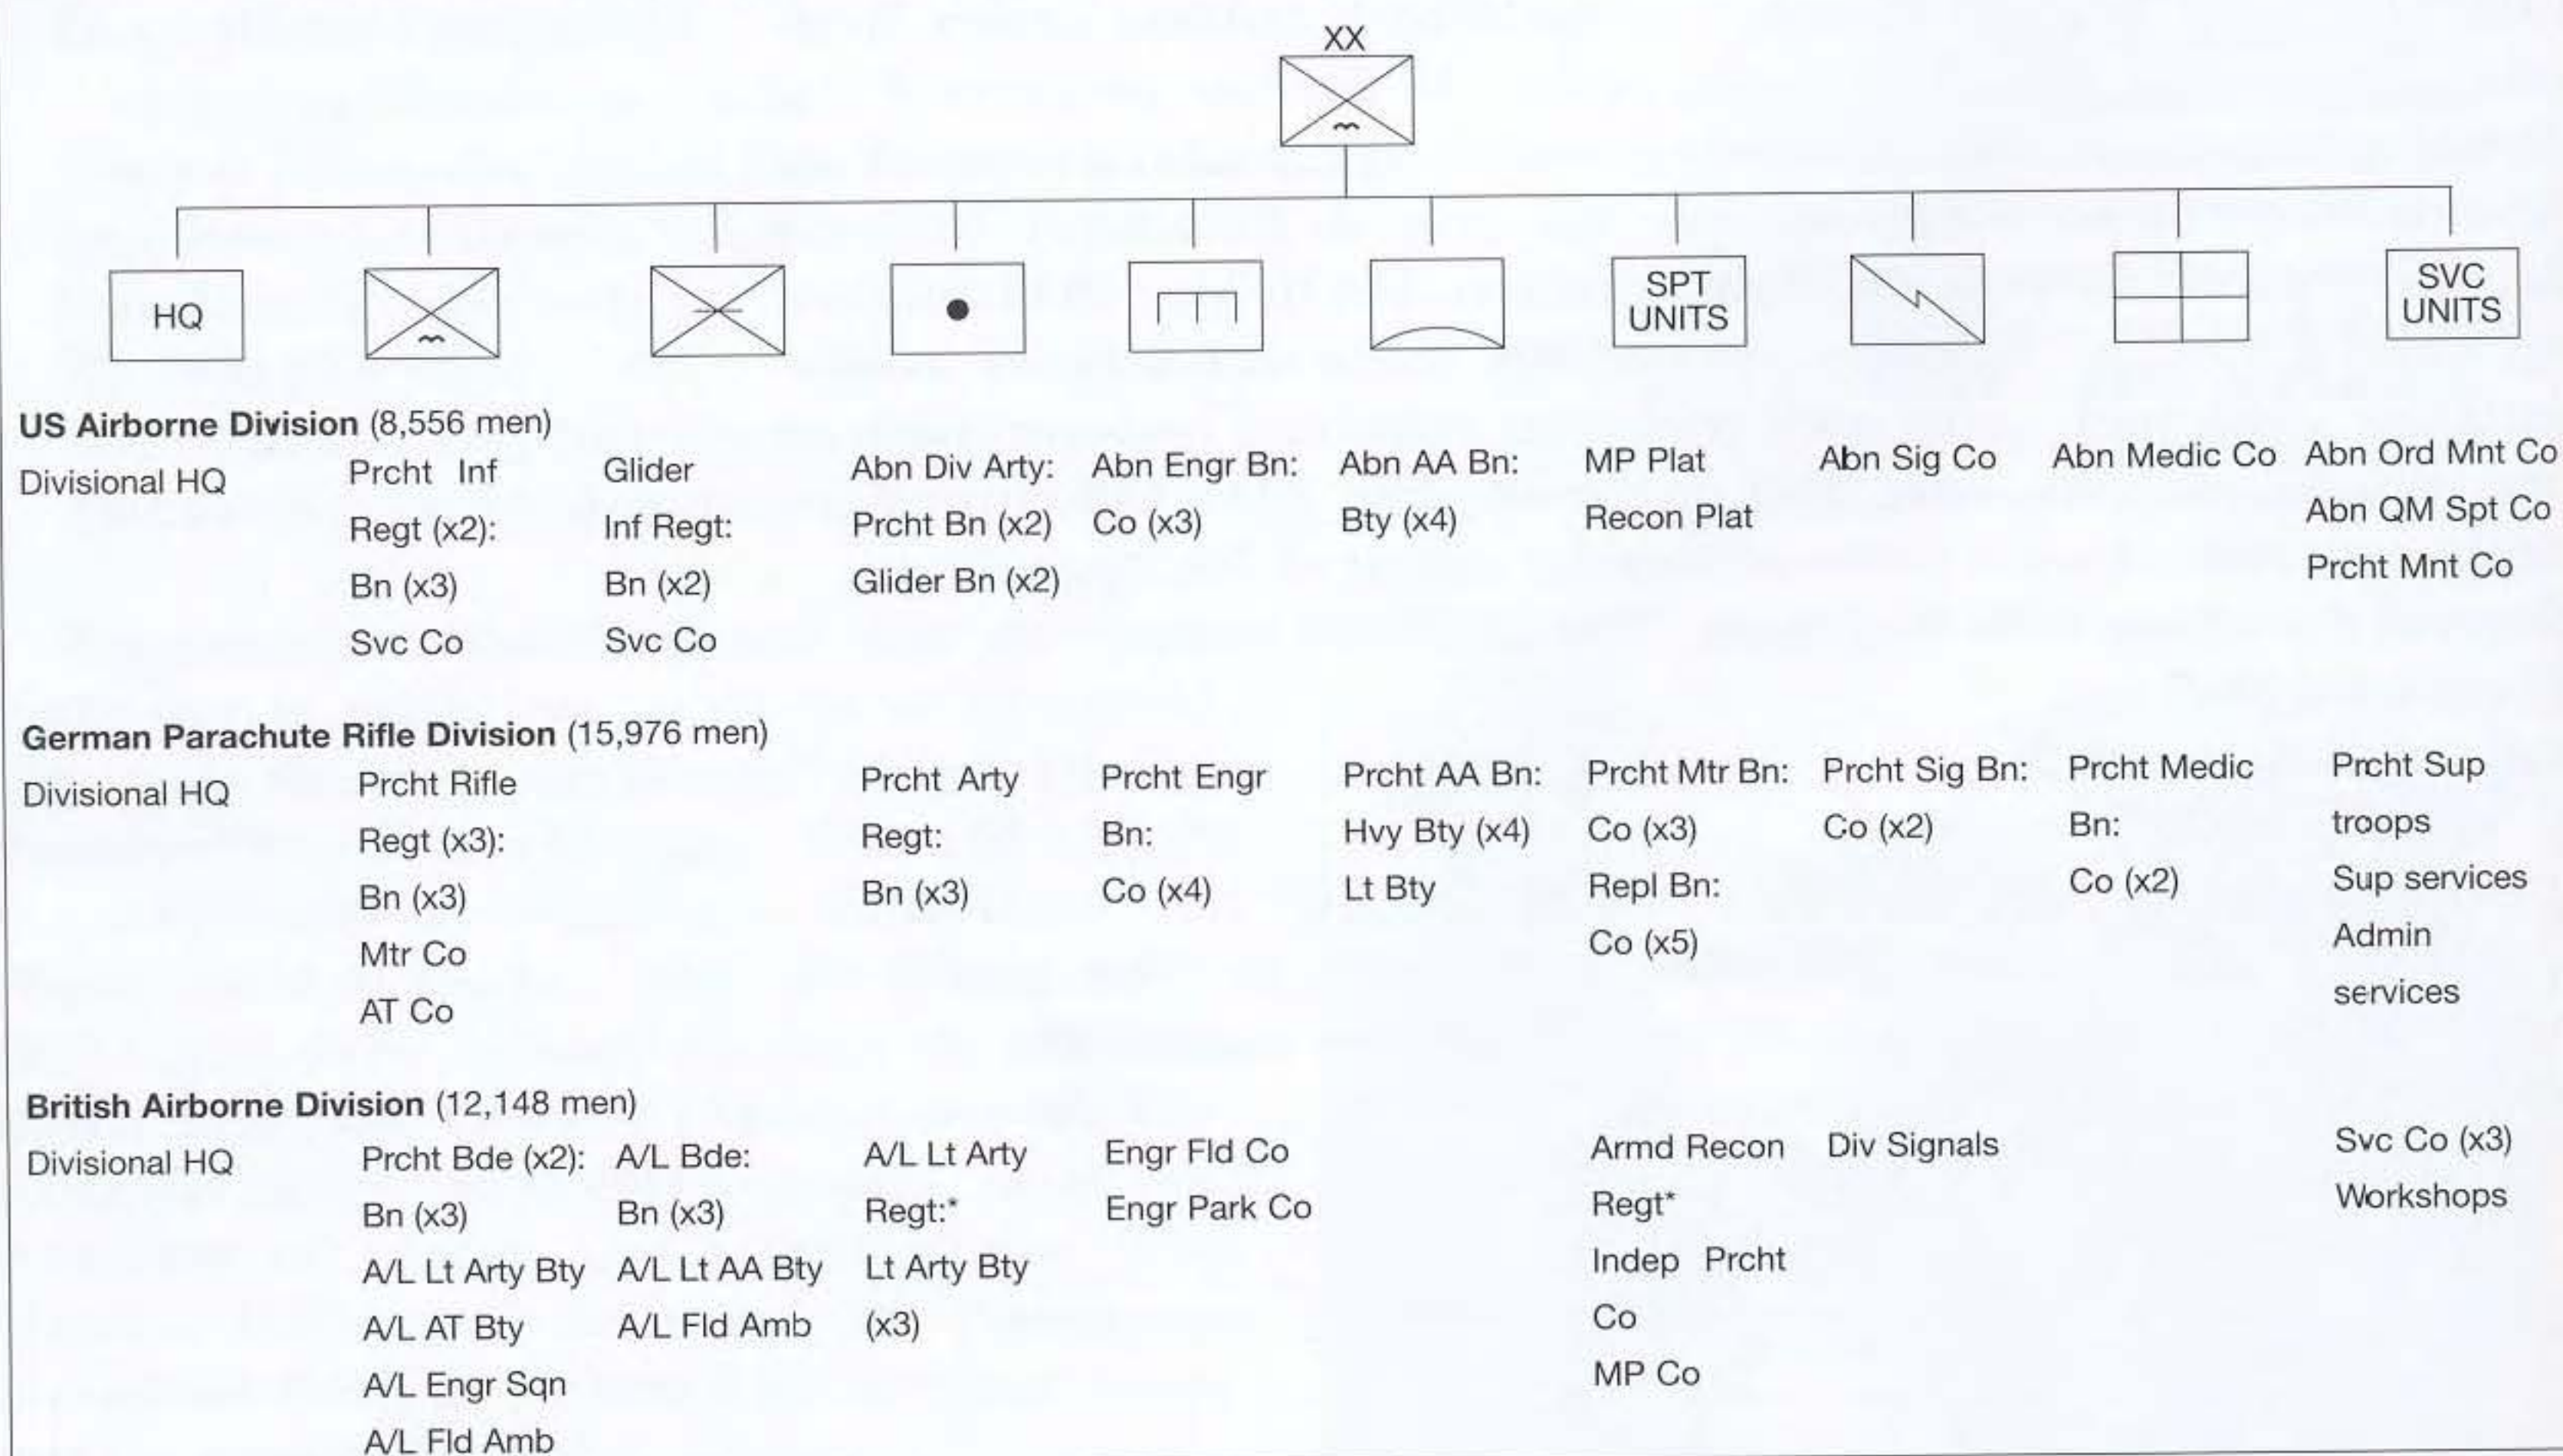 XX
HQ
SPT
UNITS
SVC
UNITS
US Airborne Division (8,556 men)
Divisional HQ
Prcht Inf
Regt (x2):
Bn (x3)
Svc Co
Glider
Inf Regt:
Bn (x2)
Svc Co
Abn Div Arty:
Prcht Bn (x2)
Glider Bn (x2)
Abn Engr Bn:
Co (x3)
Abn AA Bn:
Bty (x4)
MP Plat
Recon Plat
Abn Sig Co
Abn Medic Co
Abn Ord Mnt Co
Abn QM Spt Co
Prcht Mnt Co
German Parachute Rifle Division (15,976 men)
Divisional HQ
Prcht Rifle
Regt (x3):
Bn (x3)
Mtr Co
AT Co
Prcht Arty
Regt:
Bn (x3)
Prcht Engr
Bn:
Co (x4)
Prcht AA Bn:
Hvy Bty (x4)
Lt Bty
Prcht Mtr Bn:
Co (x3)
Repl Bn:
Co (x5)
Prcht Sig Bn:
Co (x2)
Prcht Medic
Bn:
Co (x2)
Prcht Sup
troops
Sup services
Admin
services
British Airborne Division (12,148 men)
Divisional HQ
Prcht Bde (x2):
Bn (x3)
A/L Lt Arty Bty
A/L AT Bty
A/L Engr Sqn
A/L Fld Amb
A/L Bde:
Bn (x3)
A/L Lt AA Bty
A/L Fld Amb
A/L Lt Arty
Regt:*
Lt Arty Bty
(x3)
Engr Fld Co
Engr Park Co
Armd Recon
Regt*
Indep Prcht
Co
MP Co
Div Signals
Svc Co (x3)
Workshops